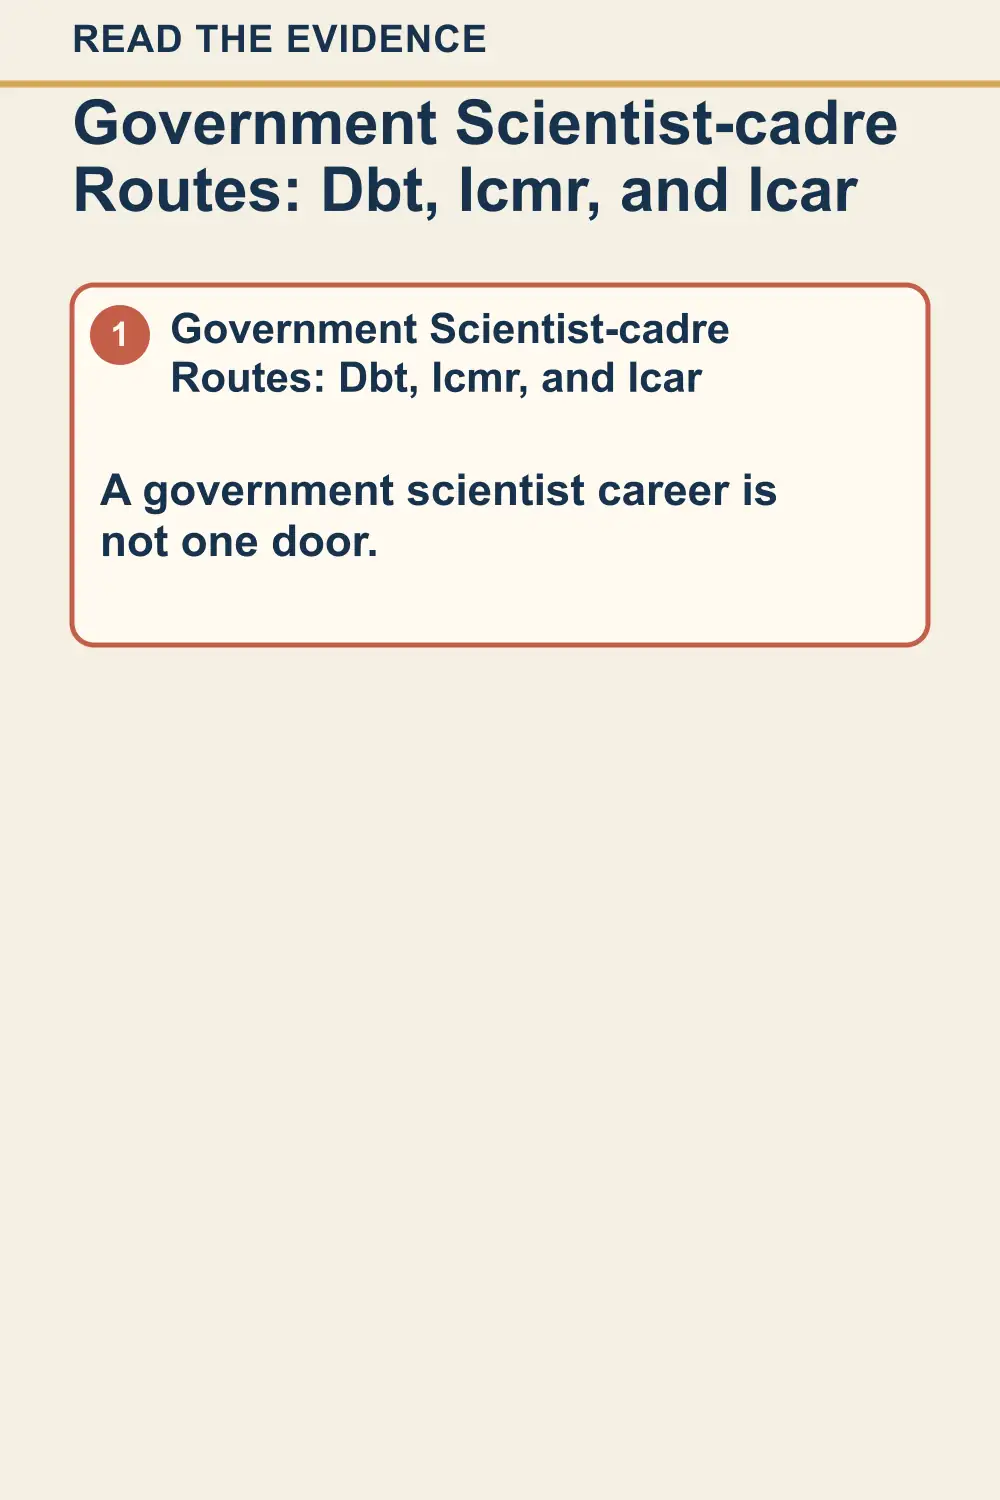 READ THE EVIDENCE
Government Scientist-cadre
Routes: Dbt, Icmr, and Icar
1
Government Scientist-cadre
Routes: Dbt, Icmr, and Icar
A government scientist career is
not one door.